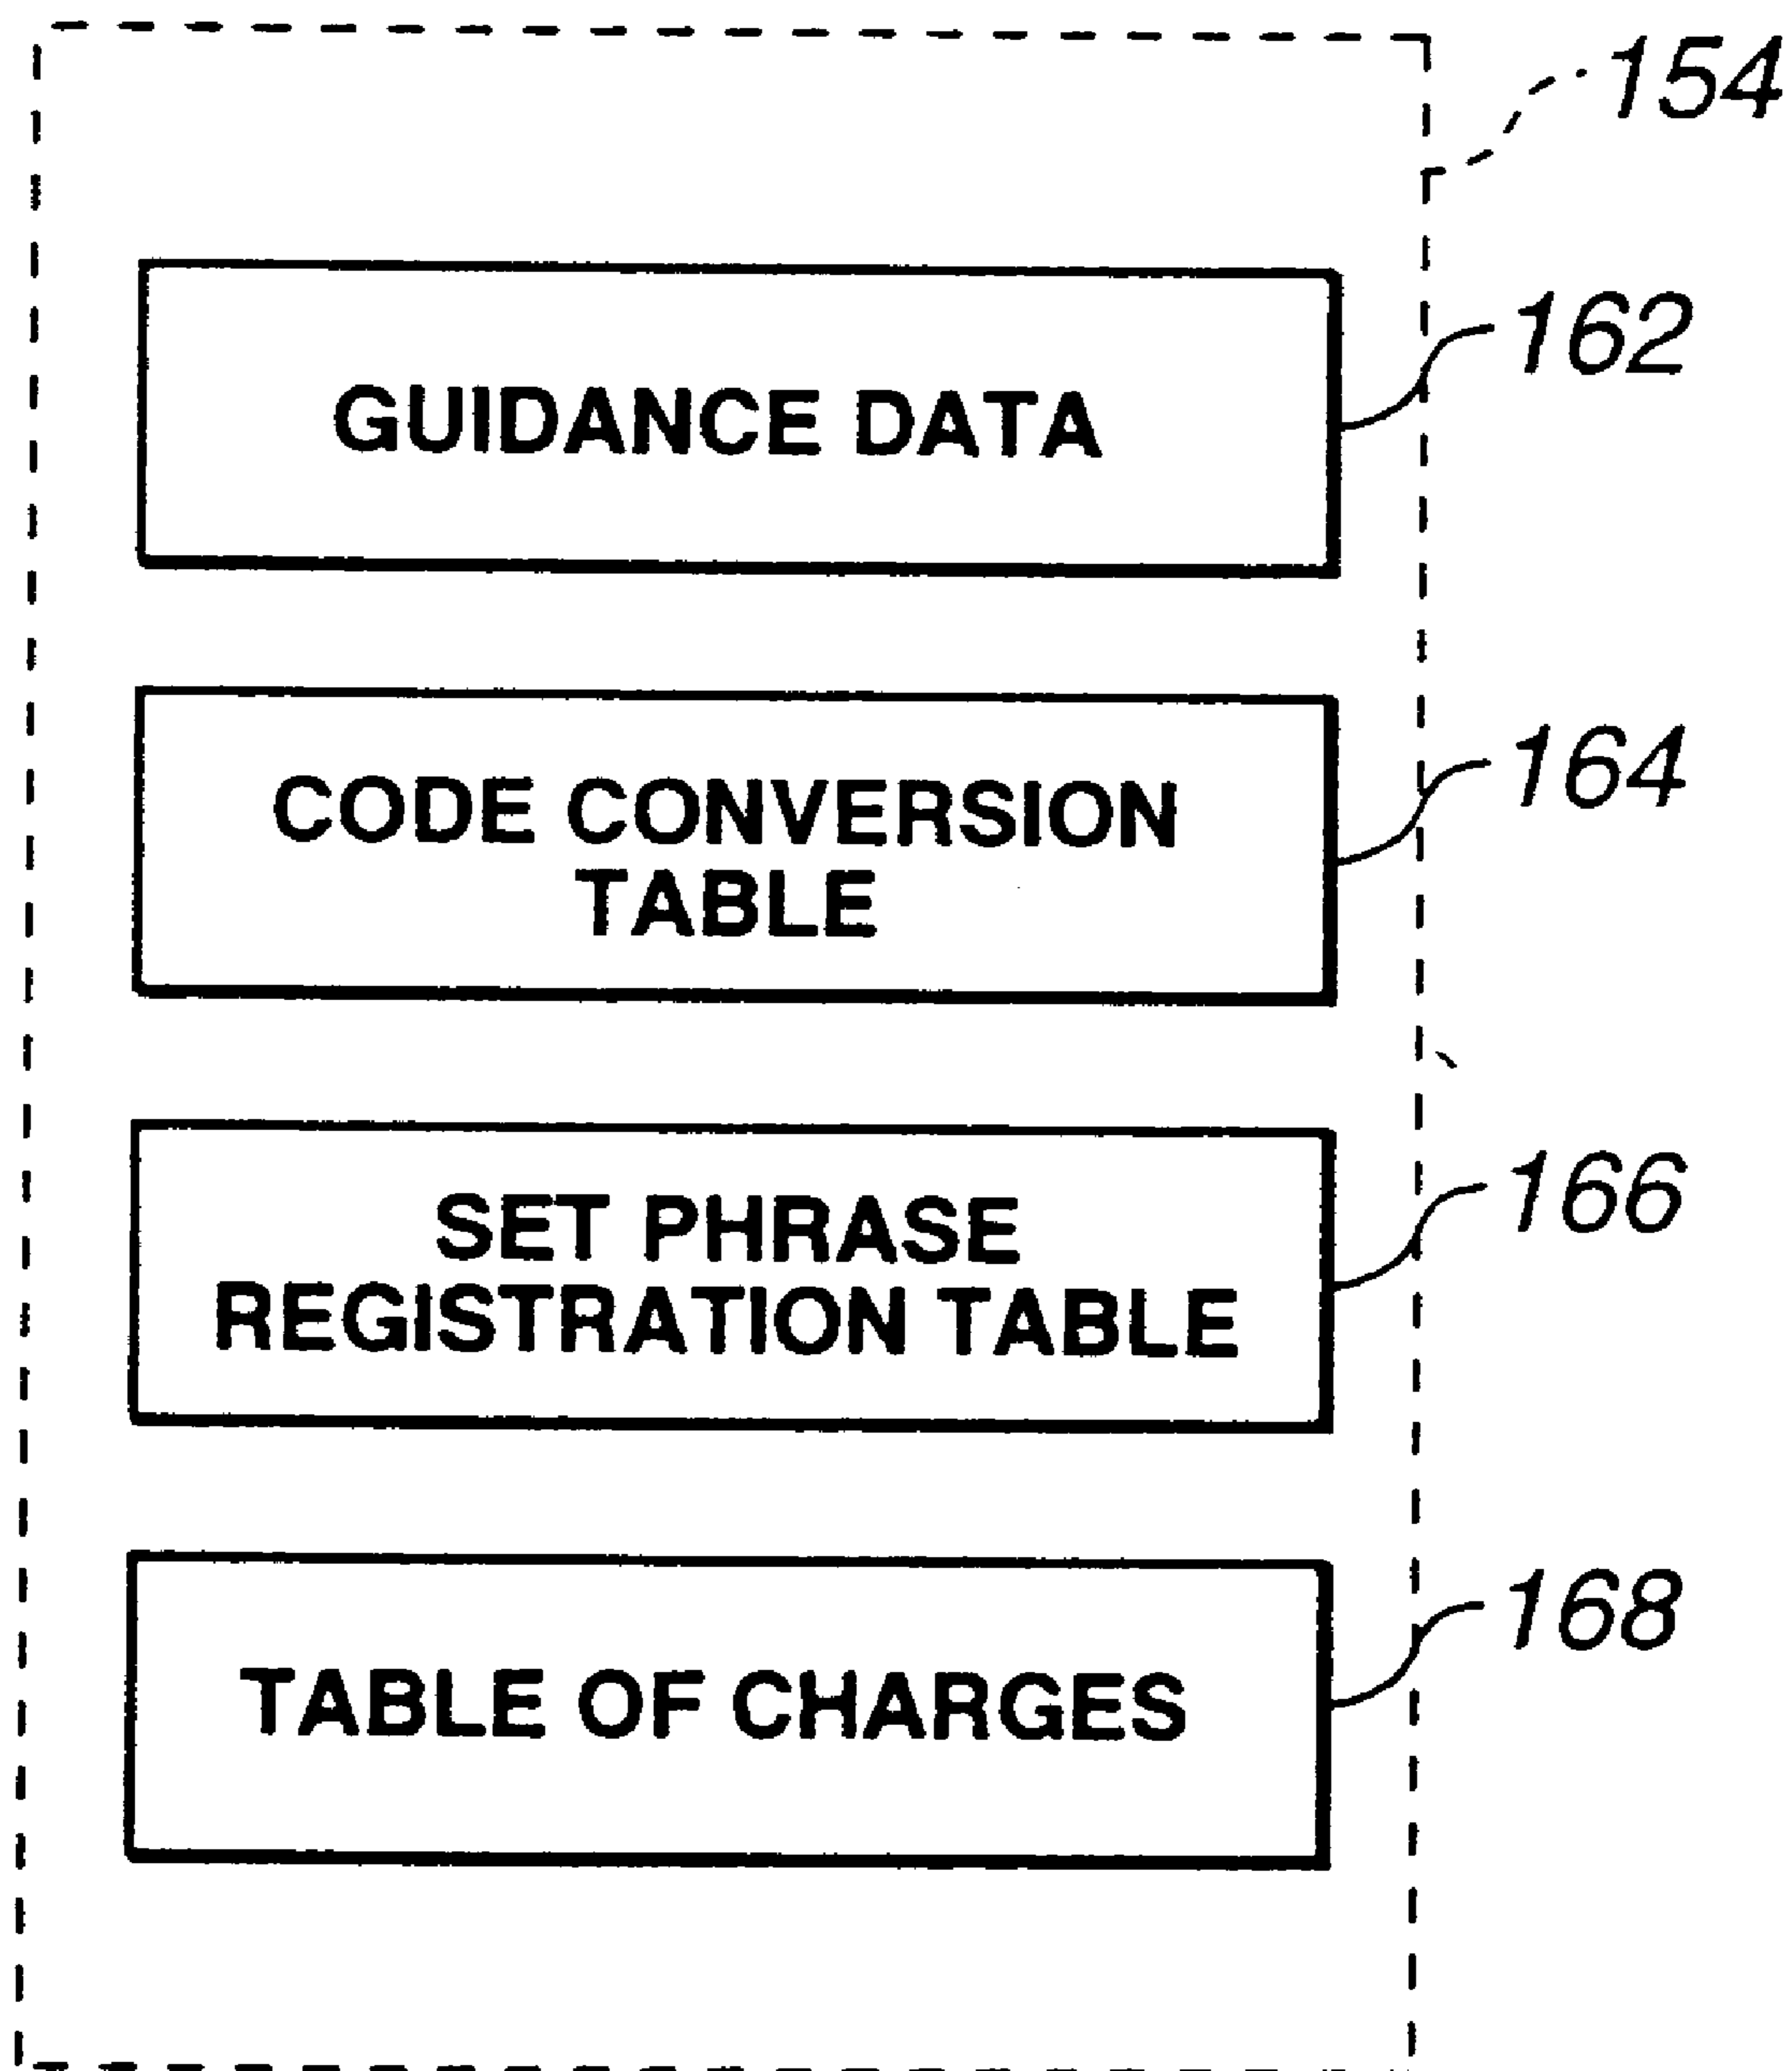 154
GUIDANCE DATA
162
CODE CONVERSION
TABLE
164
SET PHRASE
REGISTRATION TABLE
166
TABLE OF CHARGES
168